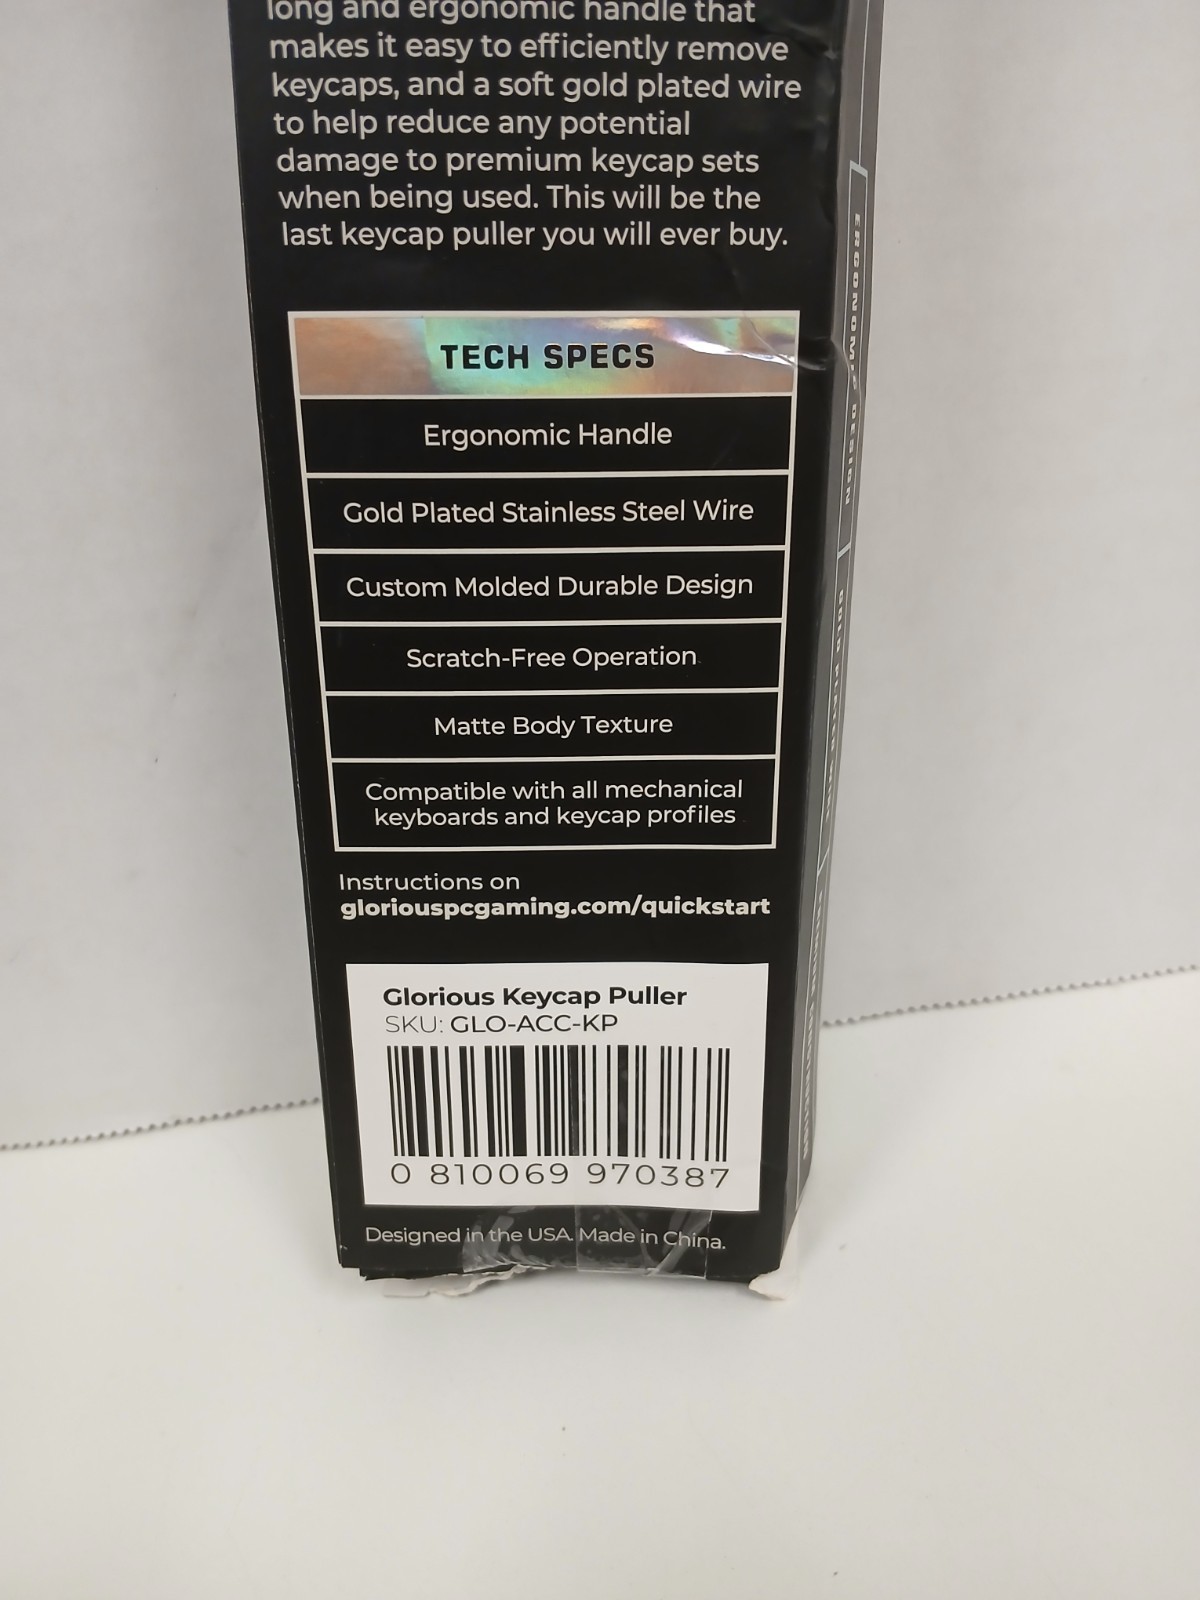 long and ergonomic handle that
makes it easy to efficiently remove
keycaps, and a soft gold plated wire
to help reduce any potential
damage to premium keycap sets
when being used. This will be the
last keycap puller you will ever buy.
TECH SPECS
Ergonomic Handle
Gold Plated Stainless Steel Wire
Custom Molded Durable Design
Scratch-Free Operation
Matte Body Texture
Compatible with all mechanical
keyboards and keycap profiles
Instructions on
gloriouspcgaming.com/quickstart
Glorious Keycap Puller
SKU: GLO-ACC-KP
0 810069 970387
Designed in the USA. Made in China.
ERGONOMIC DESIGN
GOLD PLATED WIRE